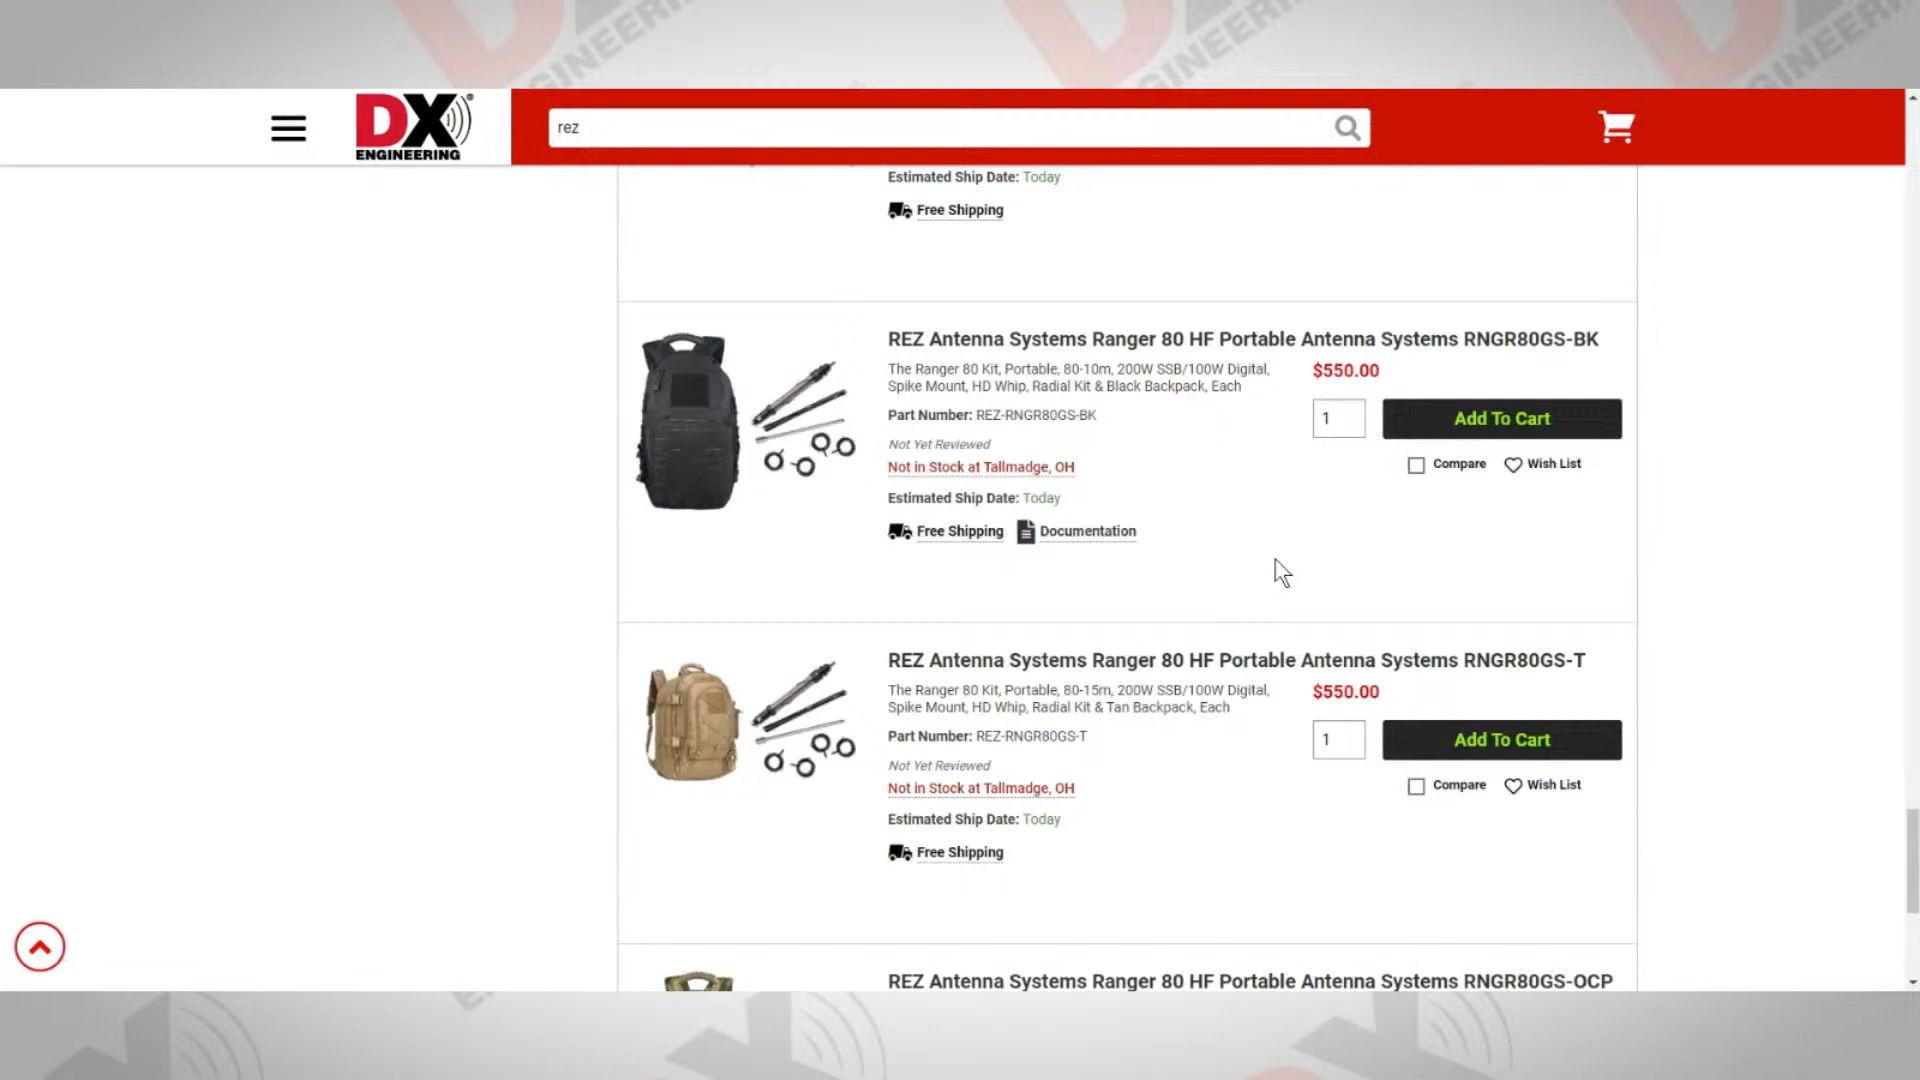 DX
ENGINEERING
rez
Estimated Ship Date: Today
Free Shipping
REZ Antenna Systems Ranger 80 HF Portable Antenna Systems RNGR80GS-BK
The Ranger 80 Kit, Portable, 80-10m, 200W SSB/100W Digital,
Spike Mount, HD Whip, Radial Kit & Black Backpack, Each
$550.00
Part Number: REZ-RNGR80GS-BK
1
Add To Cart
Not Yet Reviewed
Not in Stock at Tallmadge, OH
Compare
Wish List
Estimated Ship Date: Today
Free Shipping
Documentation
REZ Antenna Systems Ranger 80 HF Portable Antenna Systems RNGR80GS-T
The Ranger 80 Kit, Portable, 80-15m, 200W SSB/100W Digital,
Spike Mount, HD Whip, Radial Kit & Tan Backpack, Each
$550.00
Part Number: REZ-RNGR80GS-T
1
Add To Cart
Not Yet Reviewed
Not in Stock at Tallmadge, OH
Compare
Wish List
Estimated Ship Date: Today
Free Shipping
REZ Antenna Systems Ranger 80 HF Portable Antenna Systems RNGR80GS-OCP